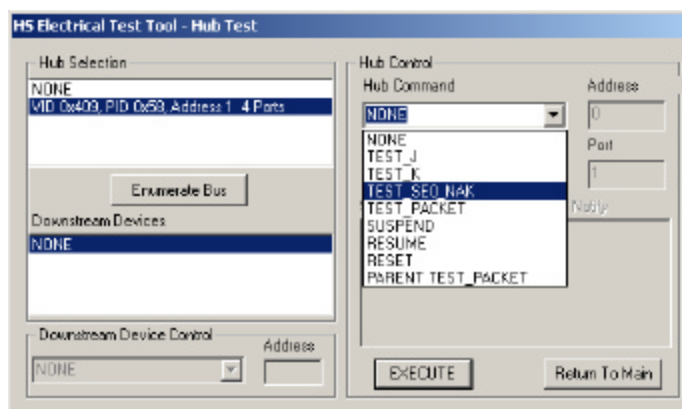 HS Electrical Test Tool - Hub Test
Hub Selection
NONE
VID 0x409, PID 0x58, Address 1 4 Ports
Enumerate Bus
Downstream Devices
NONE
Downstream Device Control
Address
NONE
Hub Control
Hub Command
Address
NONE
0
NONE
TEST_J
TEST_K
TEST_SE0_NAK
TEST_PACKET
SUSPEND
RESUME
RESET
PARENT TEST_PACKET
Port
1
EXECUTE
Return To Main